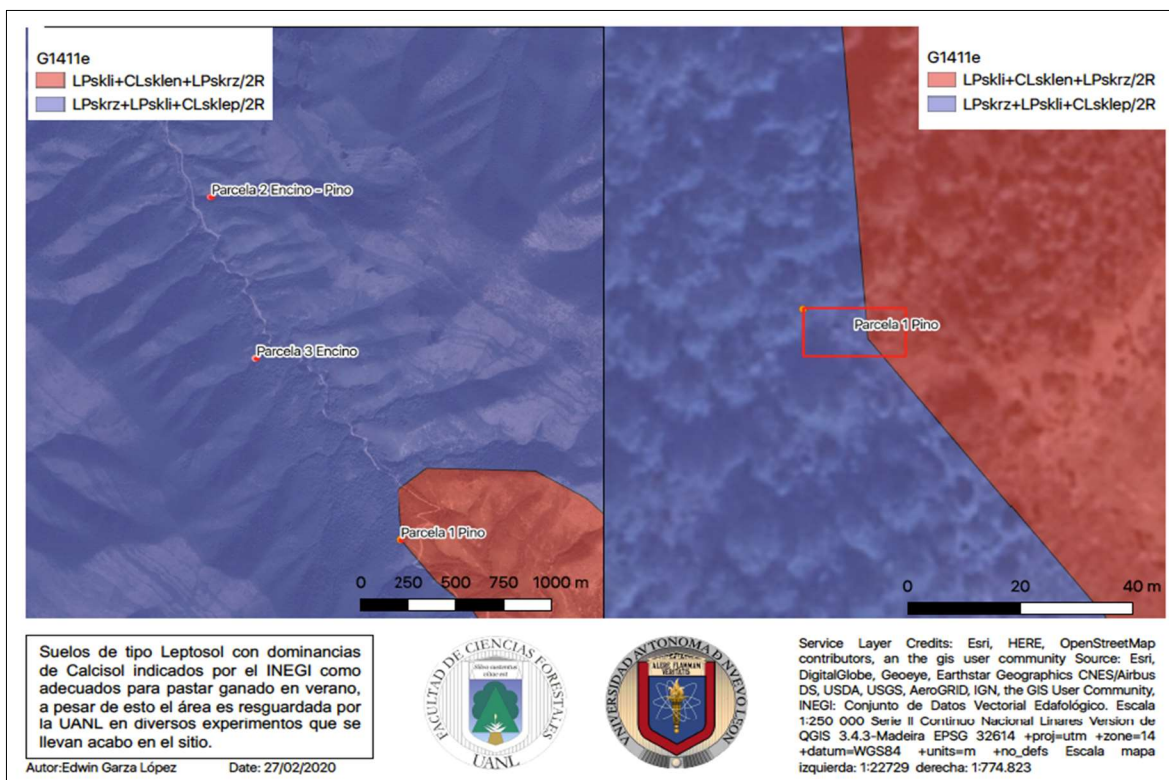 G1411e
LPskli+CLsklen+LPskrz/2R
LPskrz+LPskli+CLsklep/2R
Parcela 2 Encino - Pino
Parcela 3 Encino
Parcela 1 Pino
0 250 500 750 1000 m
G1411e
LPskli+CLsklen+LPskrz/2R
LPskrz+LPskli+CLsklep/2R
Parcela 1 Pino
0 20 40 m
Suelos de tipo Leptosol con dominancias
de Calcisol indicados por el INEGI como
adecuados para pastar ganado en verano,
a pesar de esto el área es resguardada por
la UANL en diversos experimentos que se
llevan acabo en el sitio.
Autor:Edwin Garza López Date: 27/02/2020
FACULTAD DE CIENCIAS FORESTALES
UANL
UNIVERSIDAD AVTONOMA D NVEVO LEON
ALERE FLAMMAM
VERITATIS
Service Layer Credits: Esri, HERE, OpenStreetMap
contributors, an the gis user community Source: Esri,
DigitalGlobe, Geoeye, Earthstar Geographics CNES/Airbus
DS, USDA, USGS, AeroGRID, IGN, the GIS User Community,
INEGI: Conjunto de Datos Vectorial Edafológico. Escala
1:250 000 Serie II Continuo Nacional Linares Version de
QGIS 3.4.3-Madeira EPSG 32614 +proj=utm +zone=14
+datum=WGS84 +units=m +no_defs Escala mapa
izquierda: 1:22729 derecha: 1:774.823